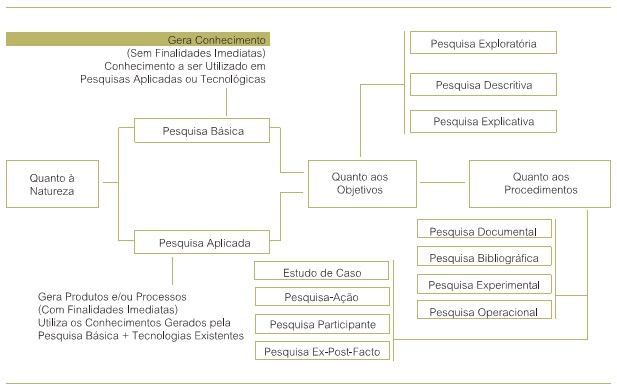 Gera Conhecimento
(Sem Finalidades Imediatas)
Conhecimento a ser Utilizado em
Pesquisas Aplicadas ou Tecnológicas
Pesquisa Exploratória
Pesquisa Descritiva
Pesquisa Explicativa
Pesquisa Básica
Quanto à
Natureza
Quanto aos
Objetivos
Quanto aos
Procedimentos
Pesquisa Aplicada
Pesquisa Documental
Pesquisa Bibliográfica
Pesquisa Experimental
Pesquisa Operacional
Estudo de Caso
Pesquisa-Ação
Pesquisa Participante
Pesquisa Ex-Post-Facto
Gera Produtos e/ou Processos
(Com Finalidades Imediatas)
Utiliza os Conhecimentos Gerados pela
Pesquisa Básica + Tecnologias Existentes